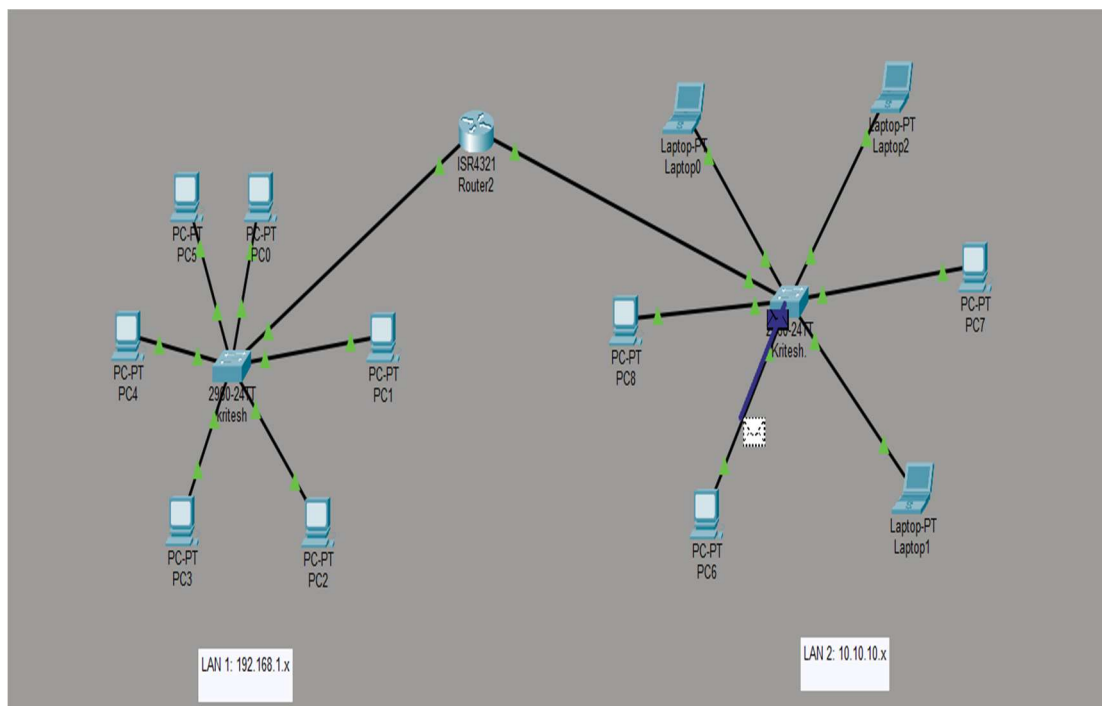 Laptop-PT
Laptop2
Laptop-PT
Laptop0
ISR4321
Router2
PC-PT
PC5
PC-PT
PC0
PC-PT
PC7
PC-PT
PC8
Kritesh.
PC-PT
PC4
kritesh
PC-PT
PC1
Laptop-PT
Laptop1
PC-PT
PC6
PC-PT
PC3
PC-PT
PC2
LAN 1: 192.168.1.x
LAN 2: 10.10.10.x